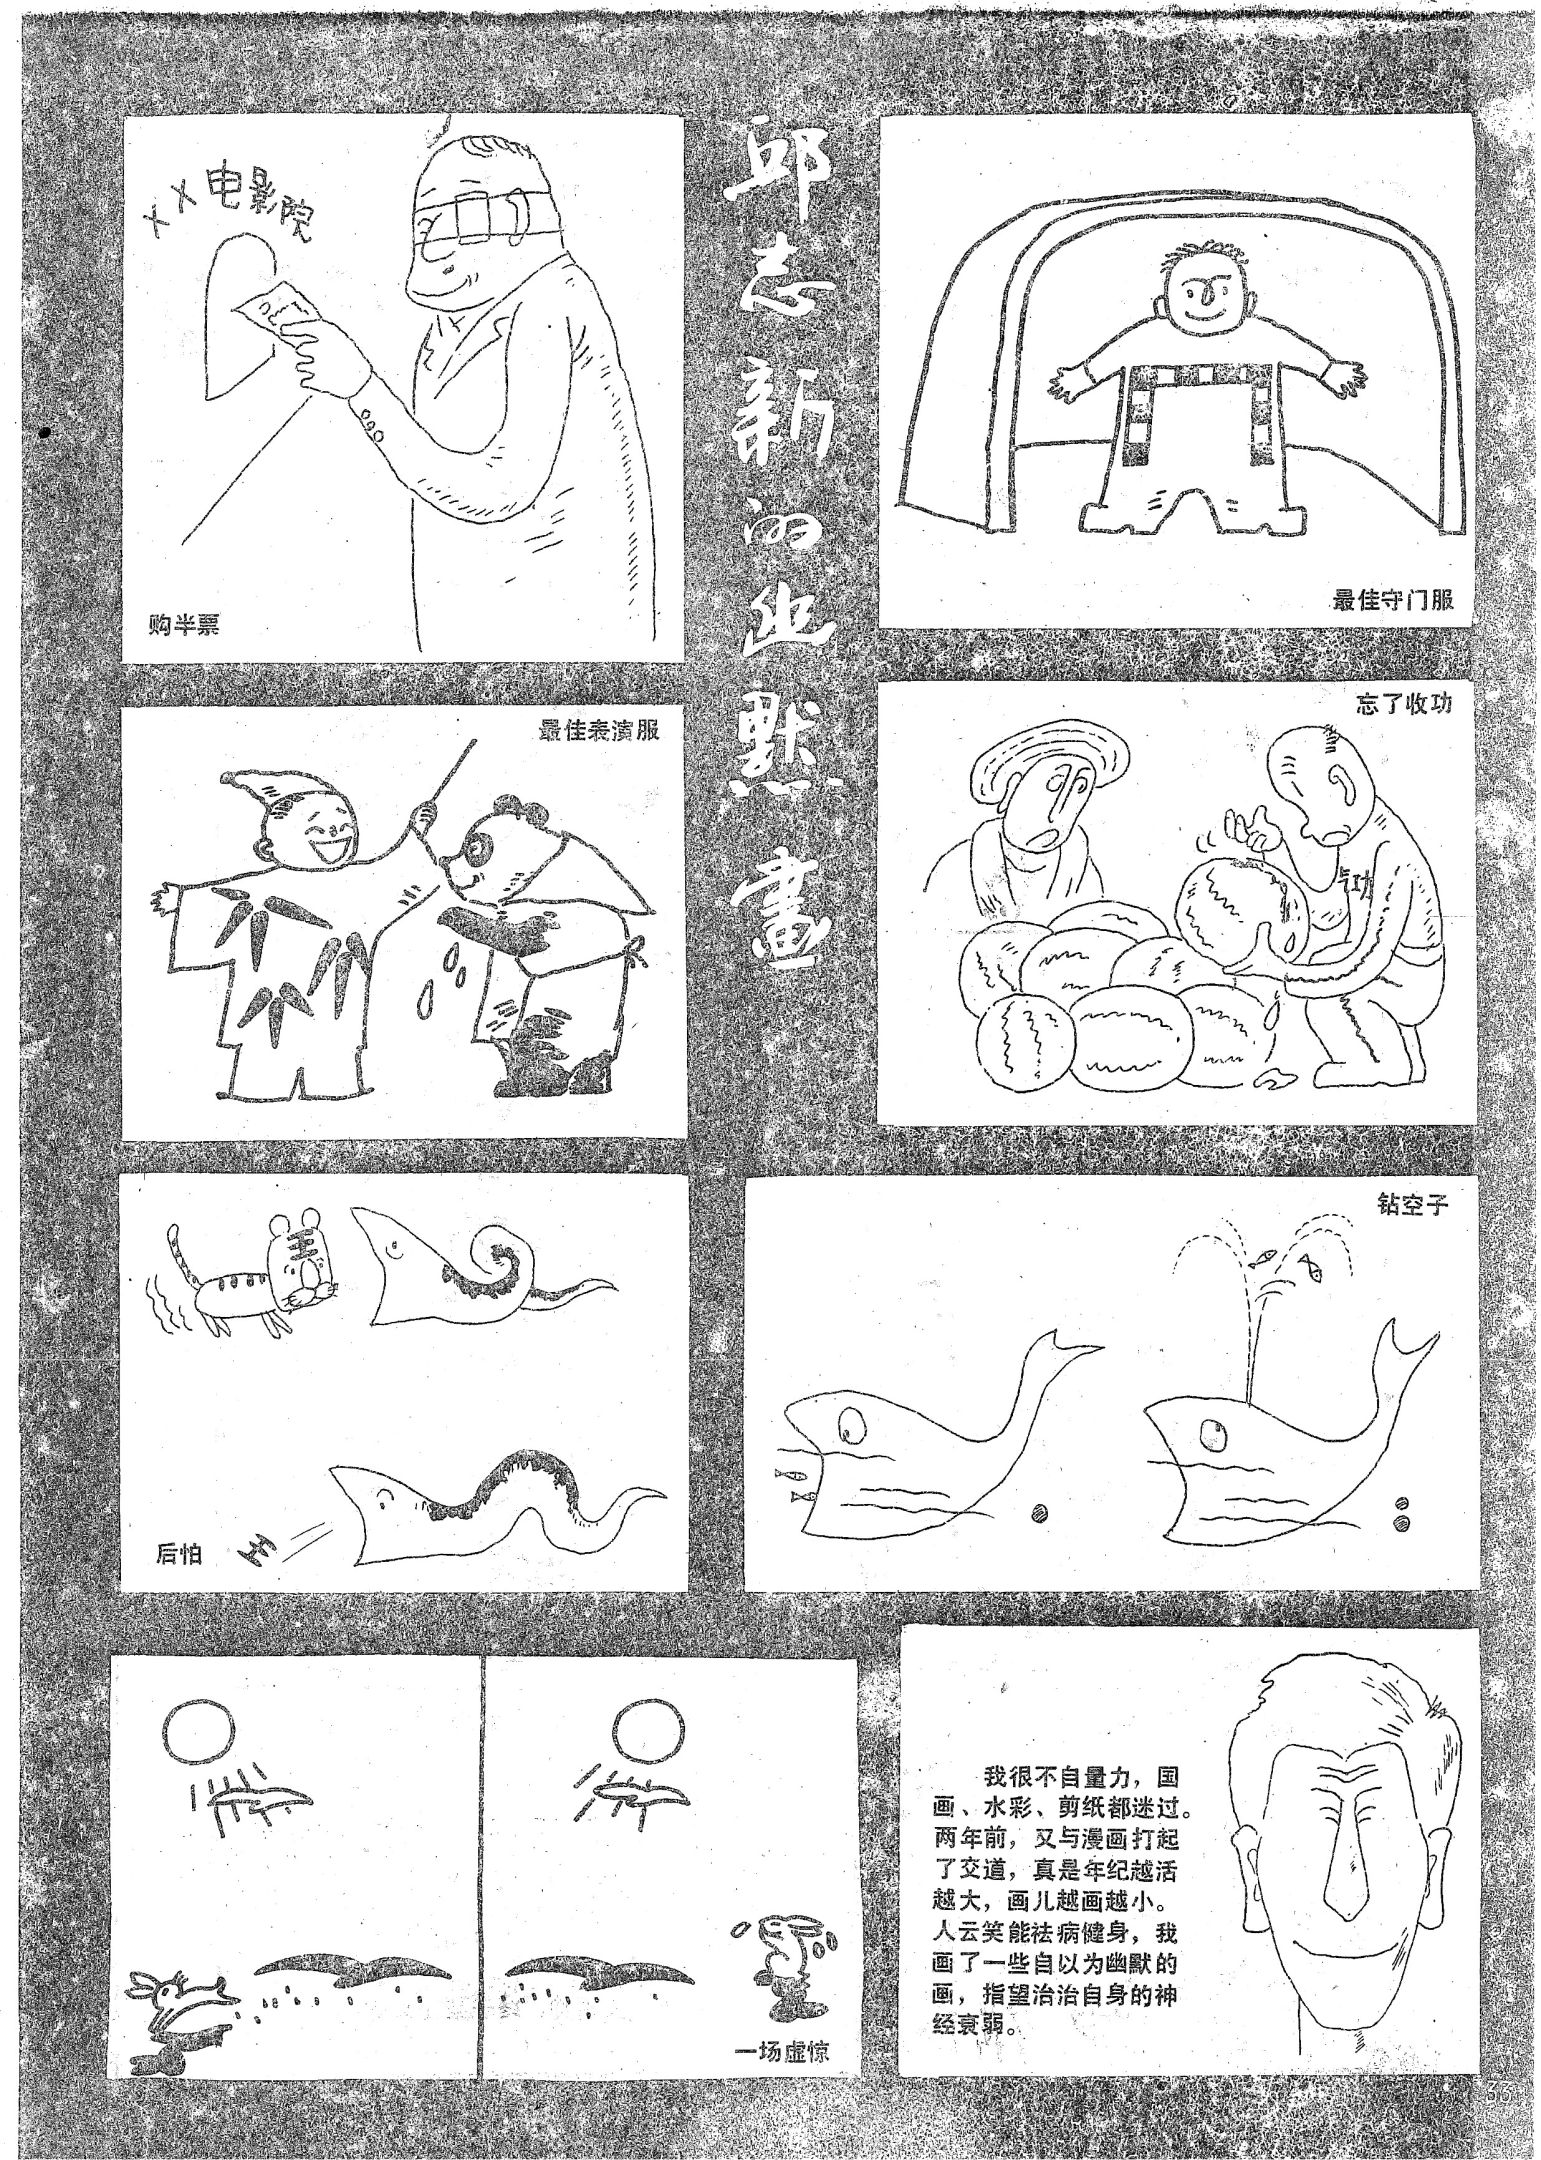 邱志新的幽默畫
××电影院
购半票
最佳守门服
最佳表演服
忘了收功
气功
王
后怕
王
钻空子
一场虚惊
我很不自量力，国
画、水彩、剪纸都迷过。
两年前，又与漫画打起
了交道，真是年纪越活
越大，画儿越画越小。
人云笑能祛病健身，我
画了一些自以为幽默的
画，指望治治自身的神
经衰弱。
33